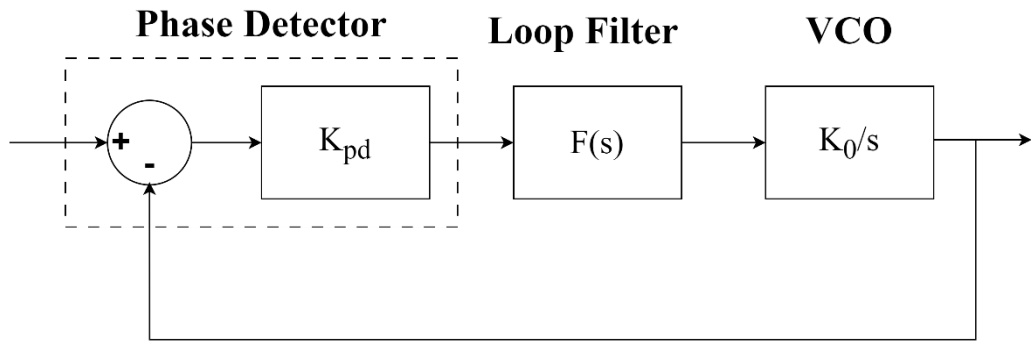 Phase Detector
Loop Filter
VCO
+
-
K_pd
F(s)
K_0/s